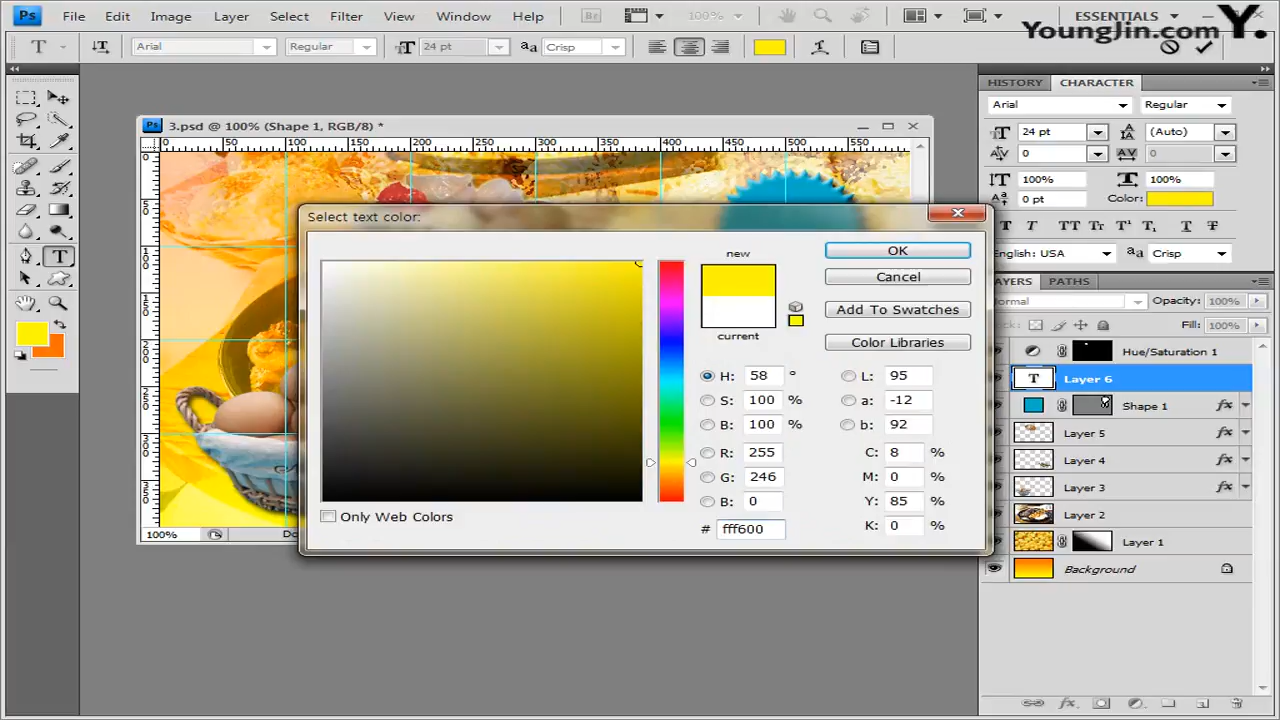 Ps File Edit Image Layer Select Filter View Window Help Br 100% ESSENTIALS
YoungJin.com Y.
T Arial Regular 24 pt Crisp
HISTORY CHARACTER
Arial Regular
24 pt (Auto)
0 0
100% 100%
0 pt Color:
English: USA Crisp
3.psd @ 100% (Shape 1, RGB/8) *
0 50 100 150 200 250 300 350 400 450 500 550
Select text color:
new
current
OK
Cancel
Add To Swatches
Color Libraries
H: 58 ° L: 95
S: 100 % a: -12
B: 100 % b: 92
R: 255 C: 8 %
G: 246 M: 0 %
B: 0 Y: 85 %
# fff600 K: 0 %
Only Web Colors
100%
PATHS
Opacity: 100%
Fill: 100%
Hue/Saturation 1
T Layer 6
Shape 1 fx
Layer 5 fx
Layer 4 fx
Layer 3 fx
Layer 2
Layer 1
Background